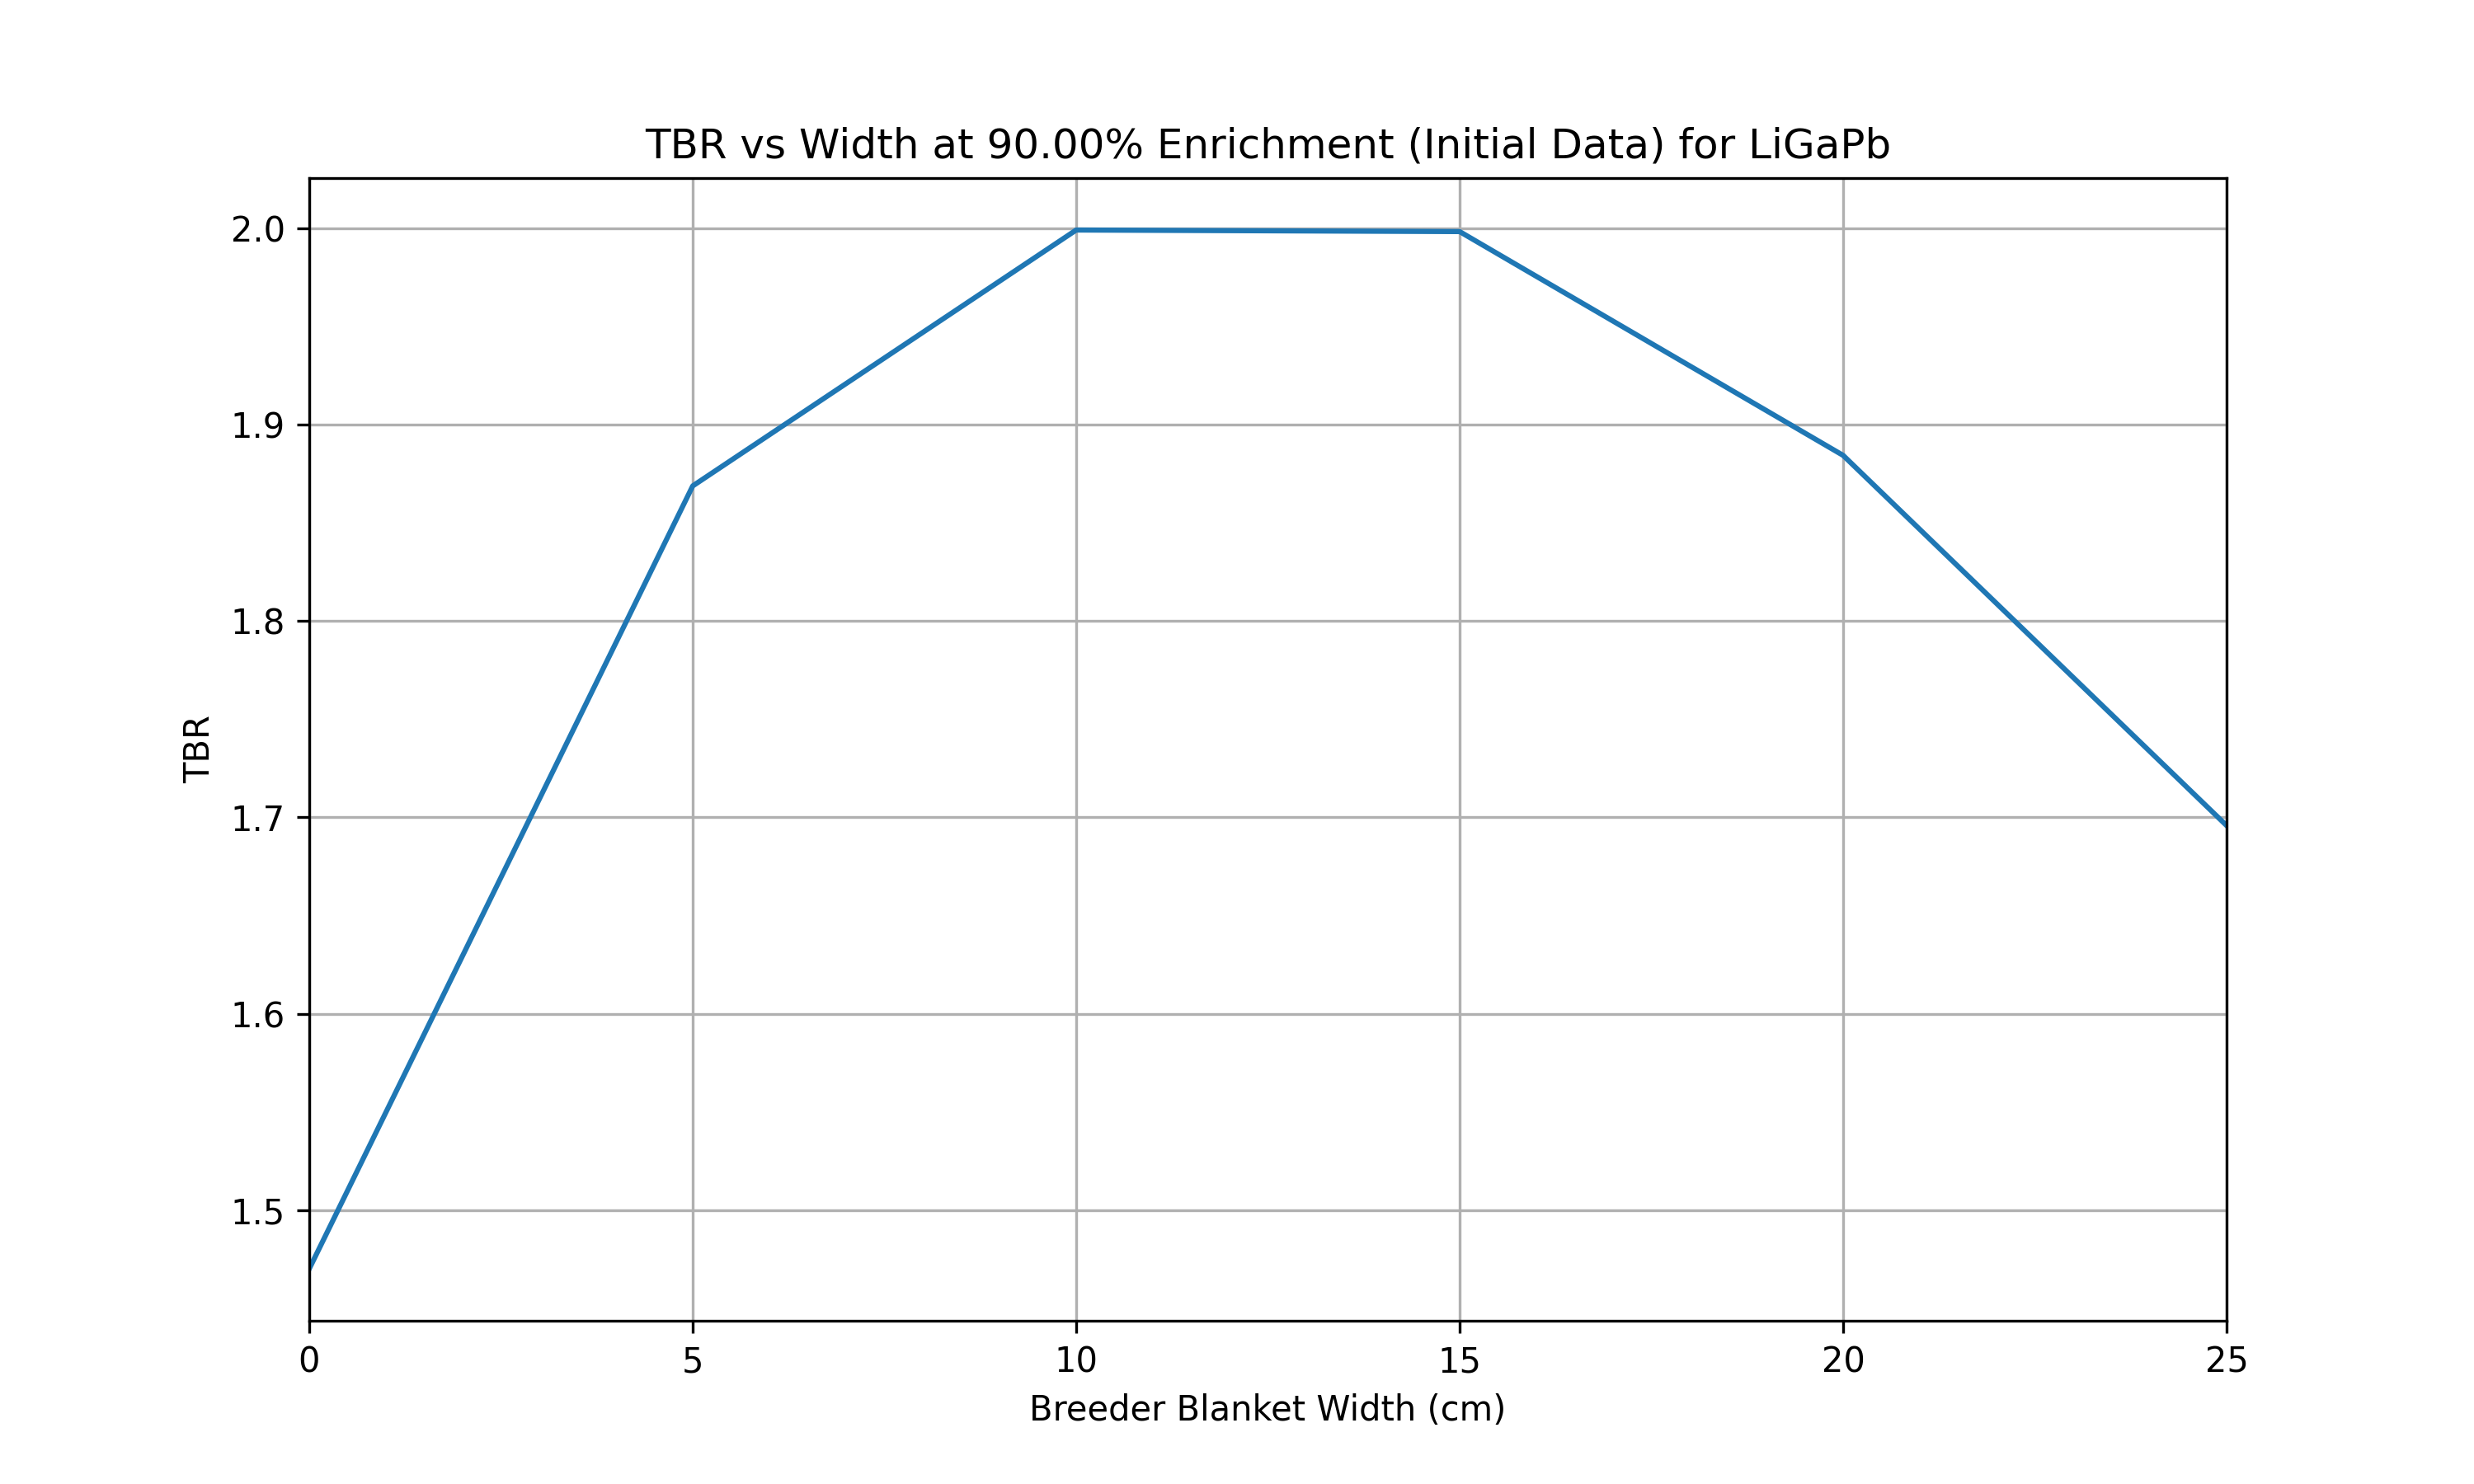 TBR vs Width at 90.00% Enrichment (Initial Data) for LiGaPb
2.0
1.9
1.8
1.7
1.6
1.5
TBR
0 5 10 15 20 25
Breeder Blanket Width (cm)